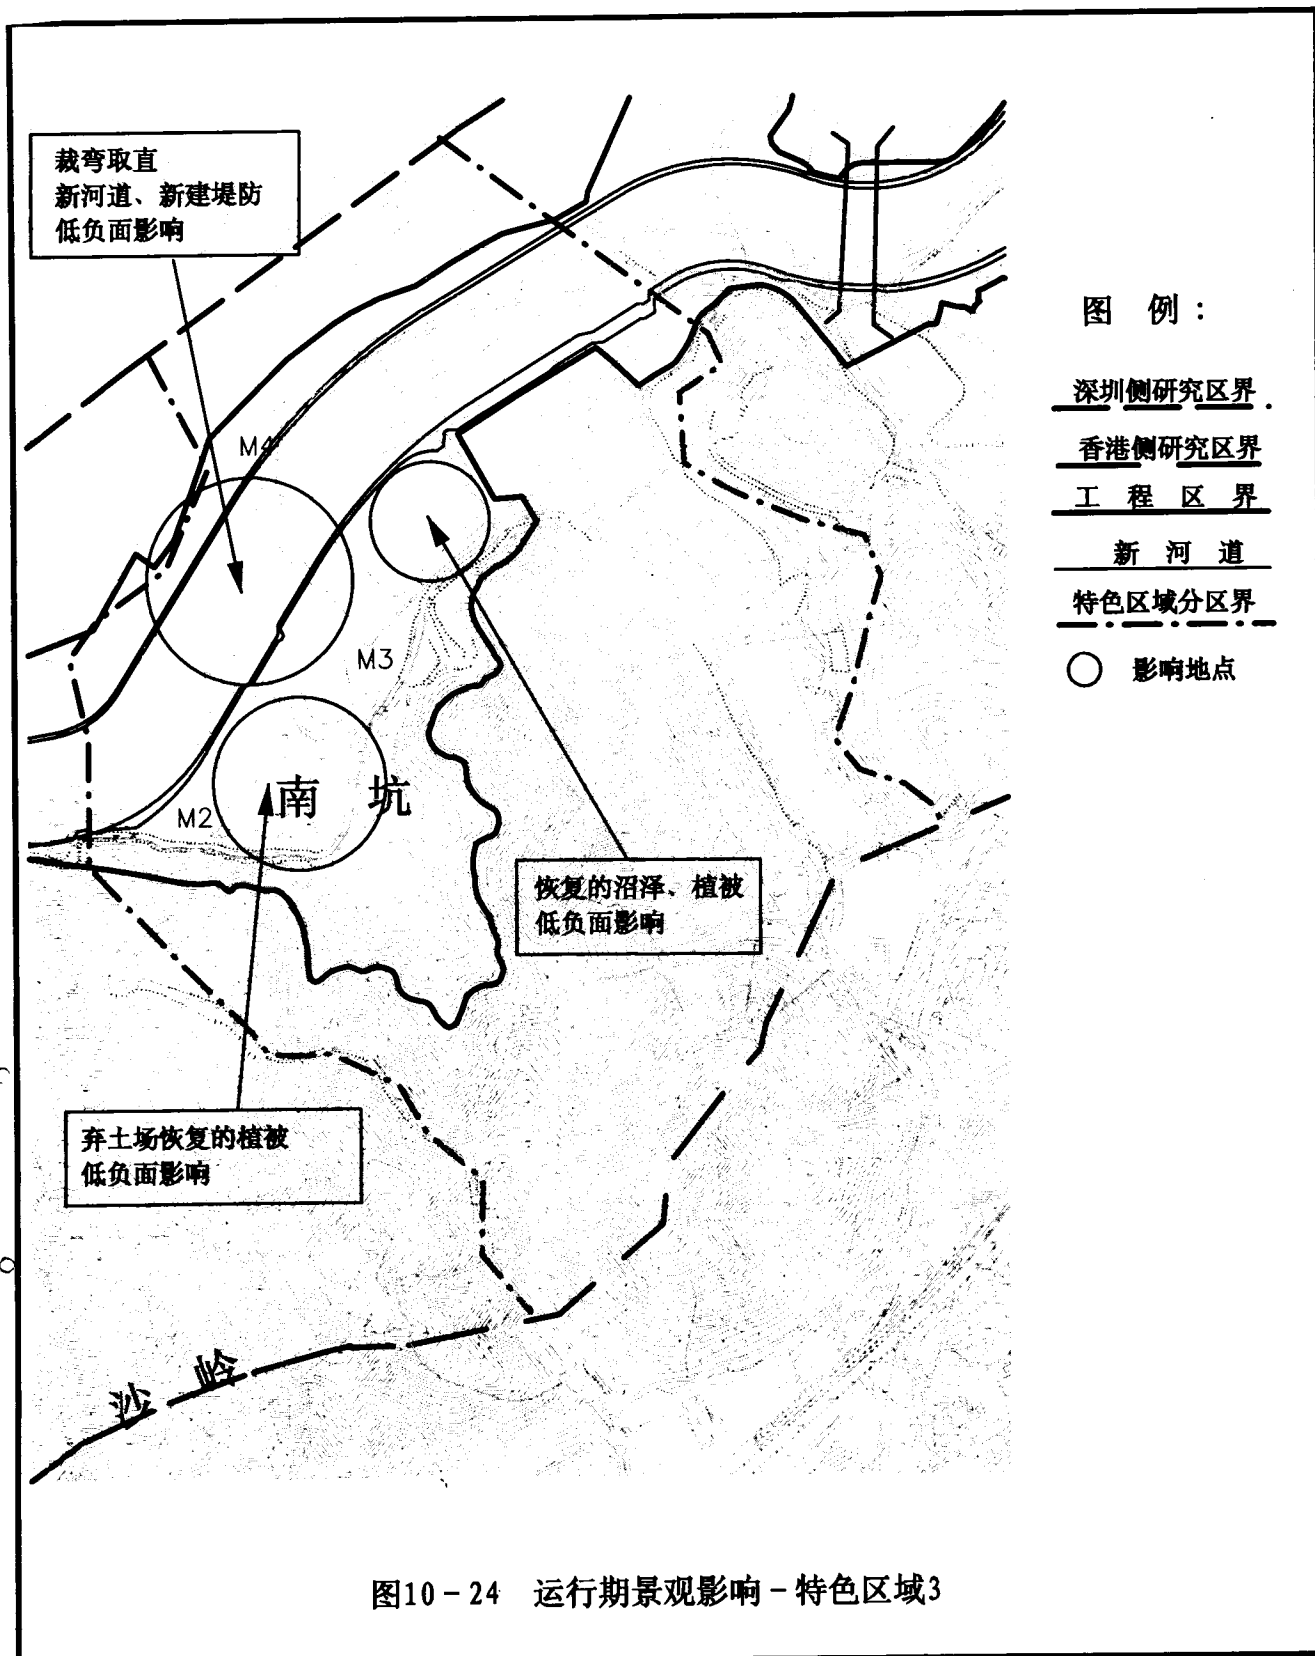 裁弯取直
新河道、新建堤防
低负面影响
图 例：
深圳侧研究区界
香港侧研究区界
工程区界
新河道
特色区域分区界
影响地点
M4
M3
南坑
M2
恢复的沼泽、植被
低负面影响
弃土场恢复的植被
低负面影响
沙岭
图10－24 运行期景观影响－特色区域3